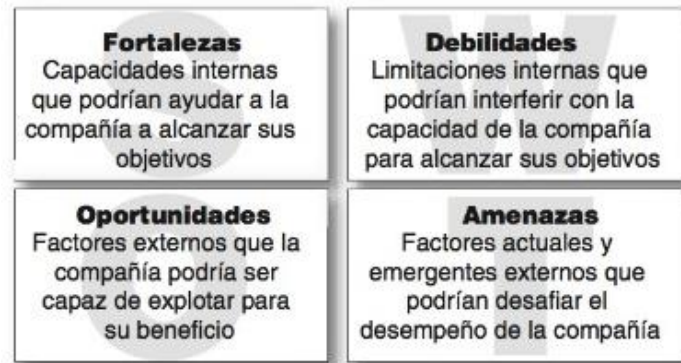 S
Fortalezas
Capacidades internas
que podrían ayudar a la
compañía a alcanzar sus
objetivos
W
Debilidades
Limitaciones internas que
podrían interferir con la
capacidad de la compañía
para alcanzar sus objetivos
O
Oportunidades
Factores externos que la
compañía podría ser
capaz de explotar para
su beneficio
T
Amenazas
Factores actuales y
emergentes externos que
podrían desafiar el
desempeño de la compañía